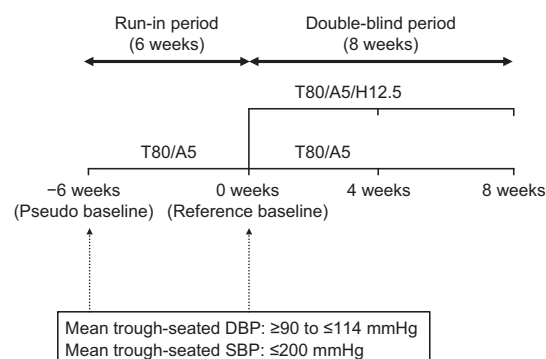 Run-in period
(6 weeks)
Double-blind period
(8 weeks)
T80/A5/H12.5
T80/A5
T80/A5
−6 weeks
(Pseudo baseline)
0 weeks
(Reference baseline)
4 weeks
8 weeks
Mean trough-seated DBP: ≥90 to ≤114 mmHg
Mean trough-seated SBP: ≤200 mmHg